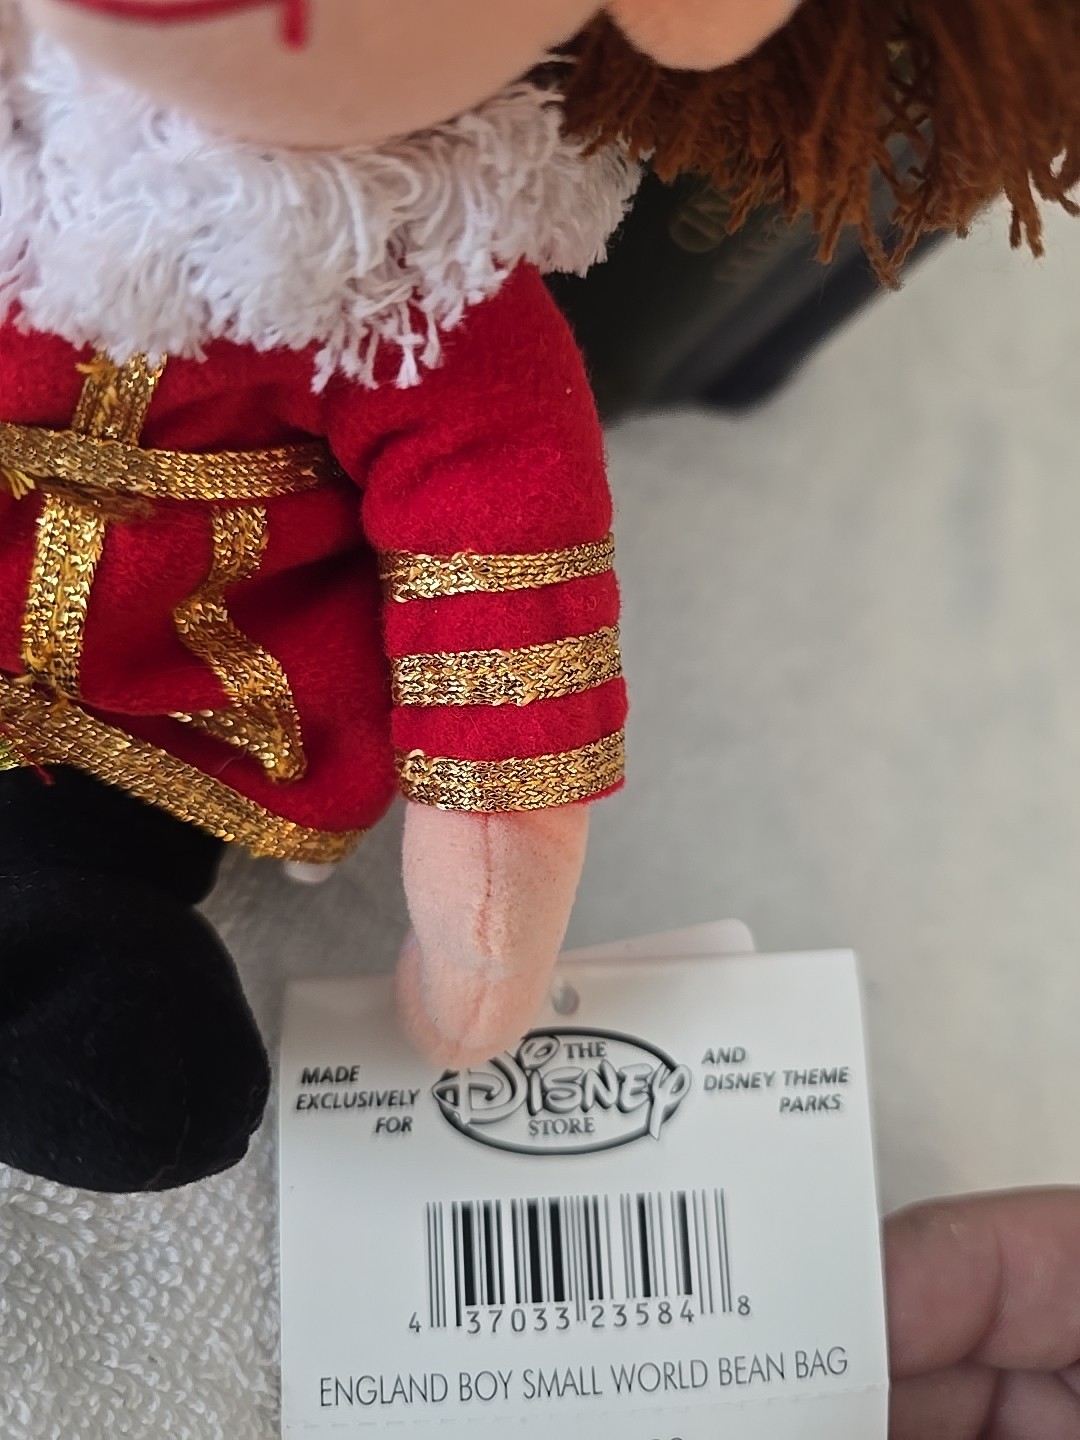 MADE EXCLUSIVELY FOR
THE DISNEY STORE
AND DISNEY THEME PARKS
4 37033 23584 8
ENGLAND BOY SMALL WORLD BEAN BAG